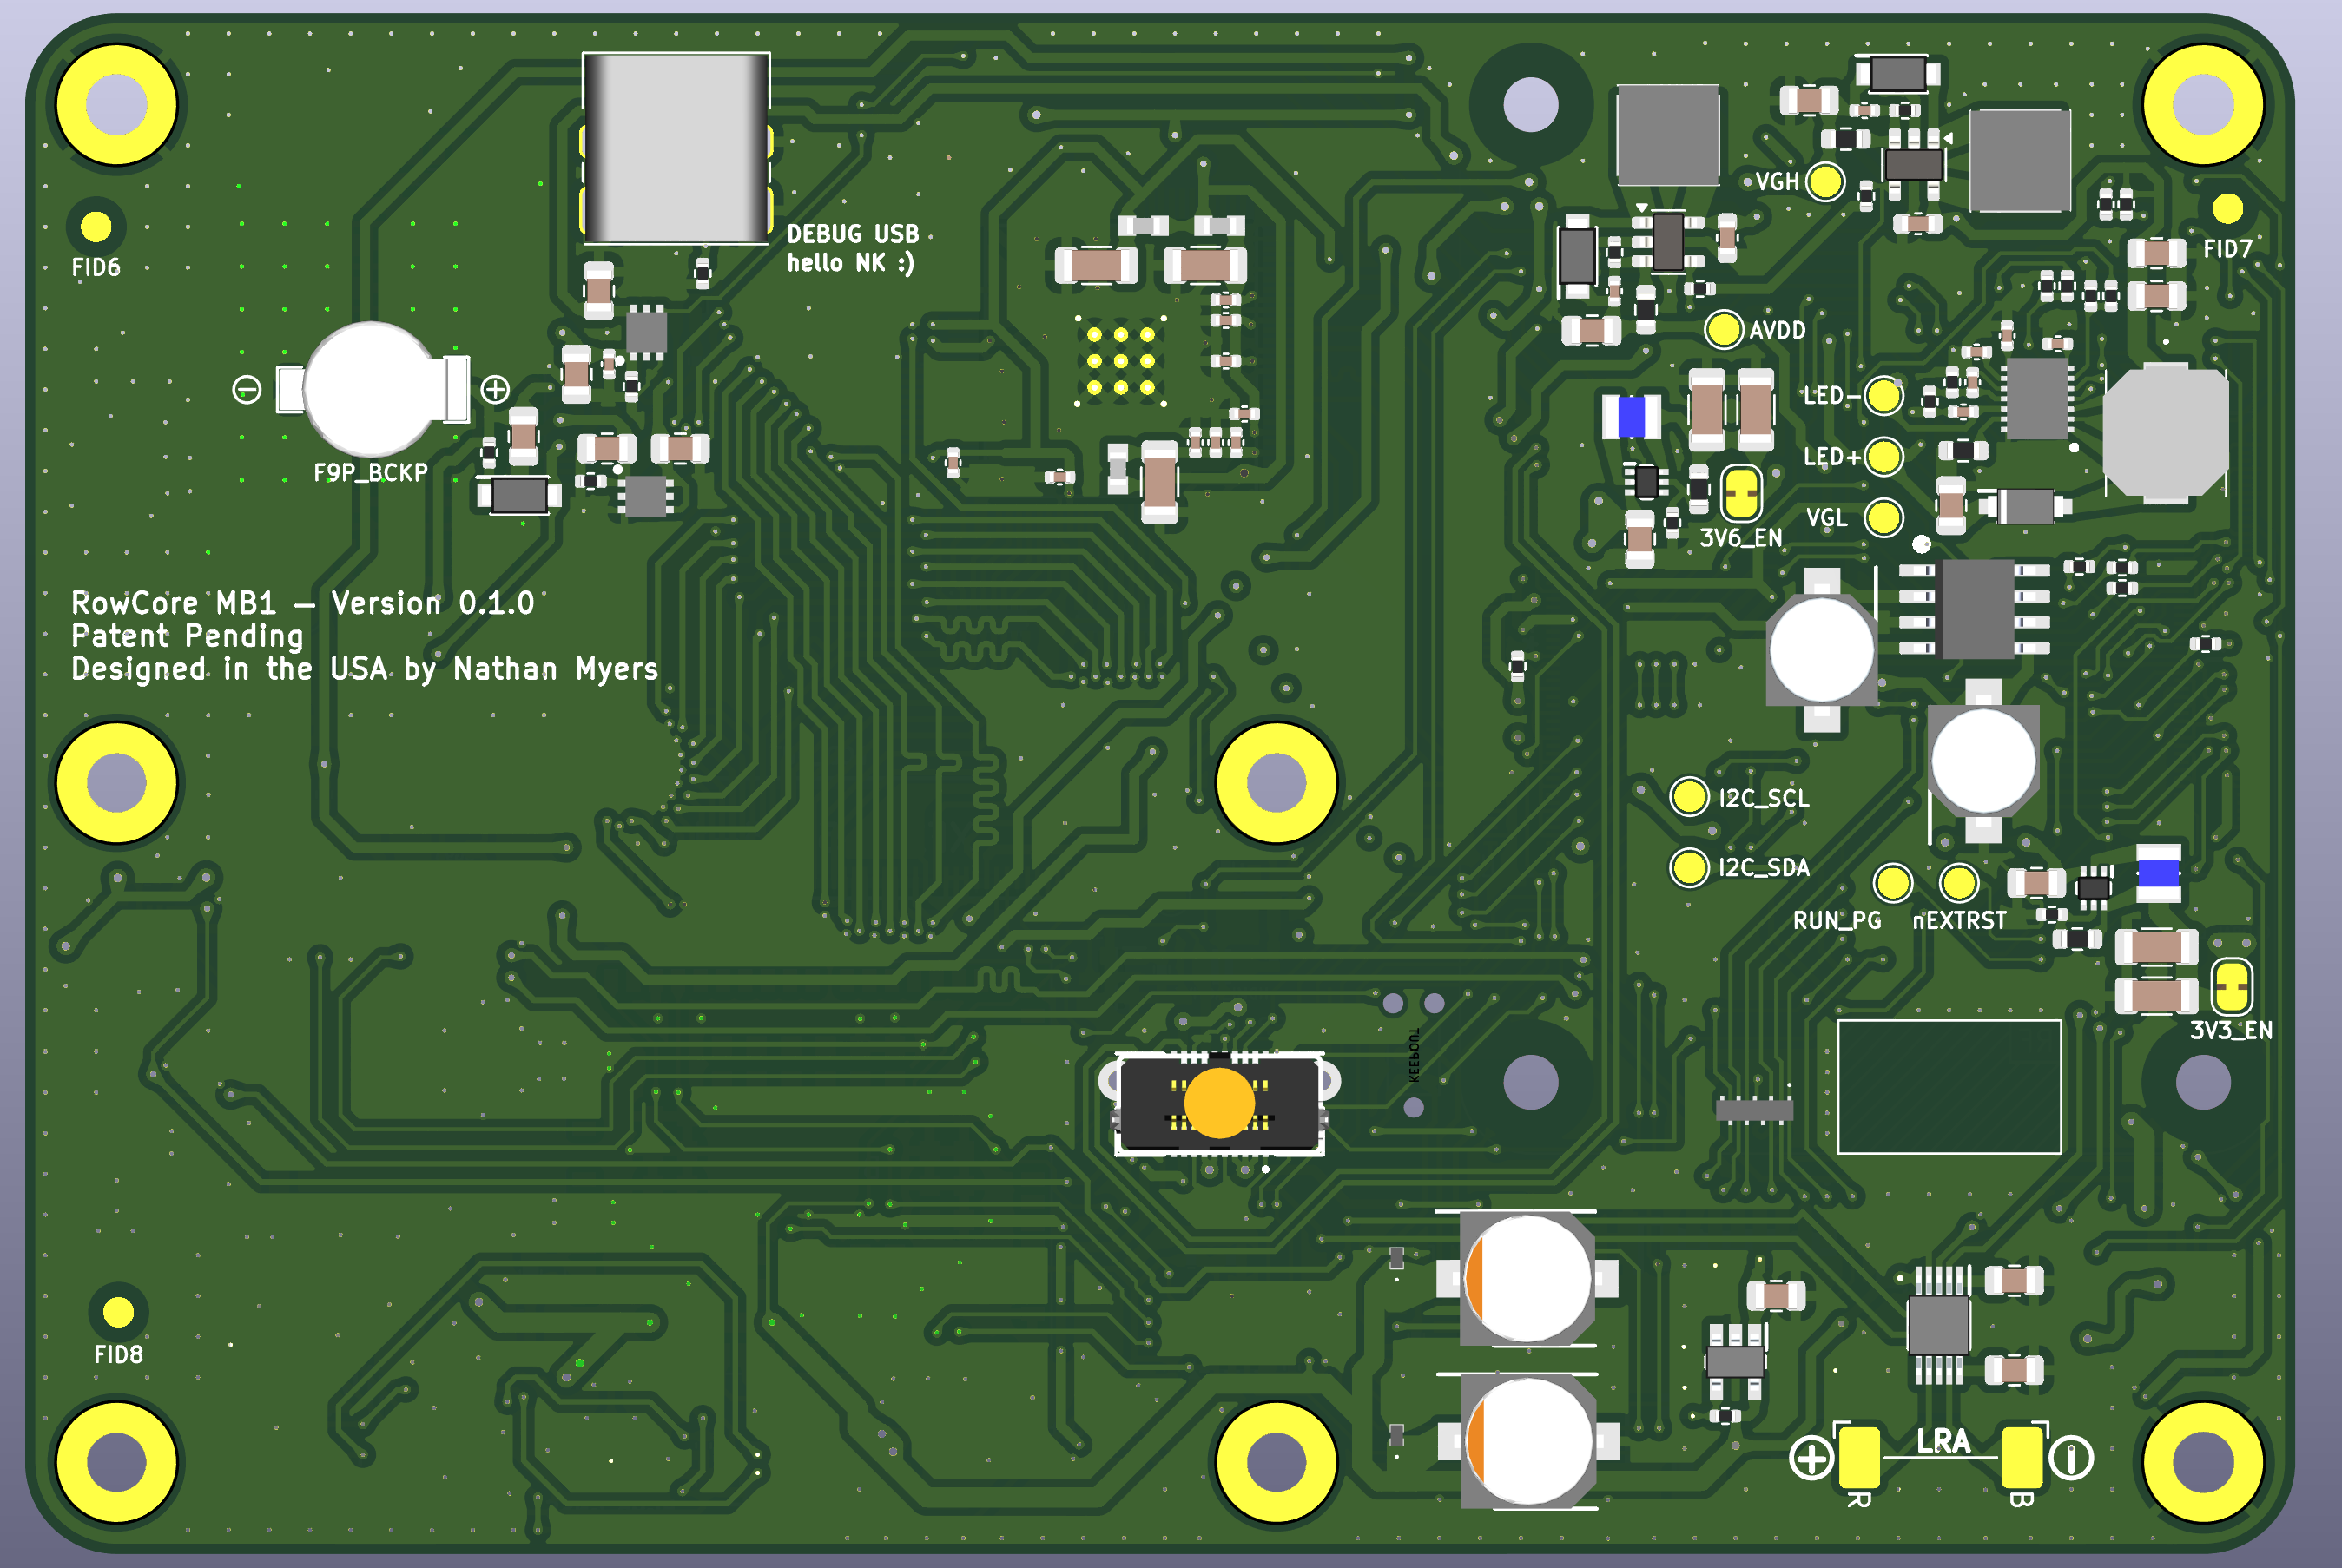 VGH
DEBUG USB
hello NK :)
FID6
FID7
AVDD
LED-
LED+
F9P_BCKP
VGL
3V6_EN
RowCore MB1 – Version 0.1.0
Patent Pending
Designed in the USA by Nathan Myers
I2C_SCL
I2C_SDA
RUN_PG
nEXTRST
3V3_EN
KEEPOUT
FID8
LRA
R
B